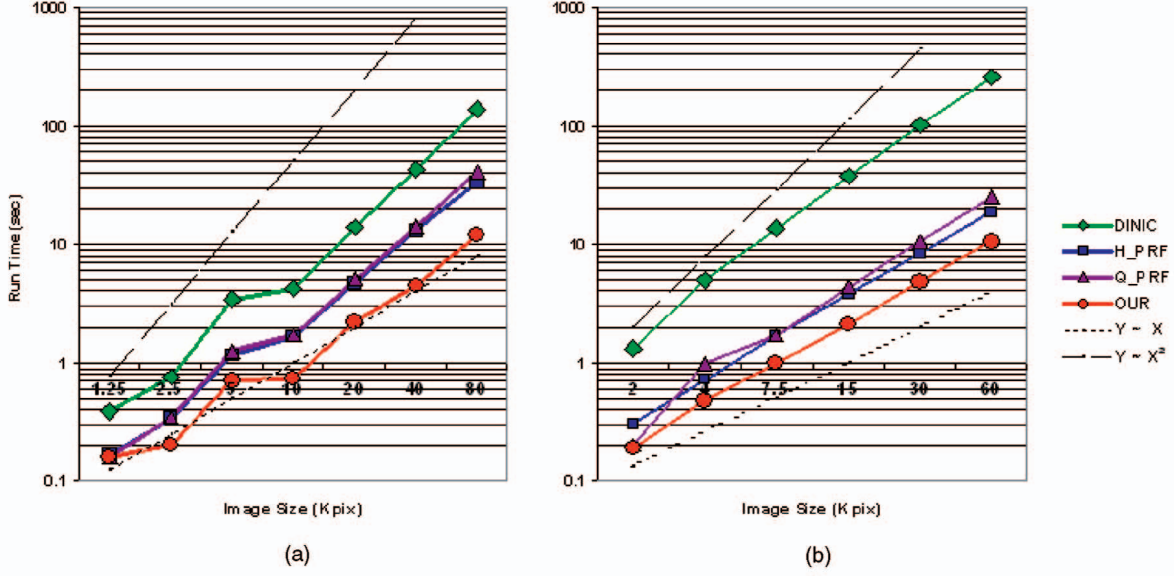 1000
100
10
1
0.1
Run Time (sec)
1.25 2.5 5 10 20 40 80
Image Size (K pix)
(a)
1000
100
10
1
0.1
2 7.5 15 30 60
Image Size (K pix)
(b)
DINIC
H_PRF
Q_PRF
OUR
Y ~ X
Y ~ X²